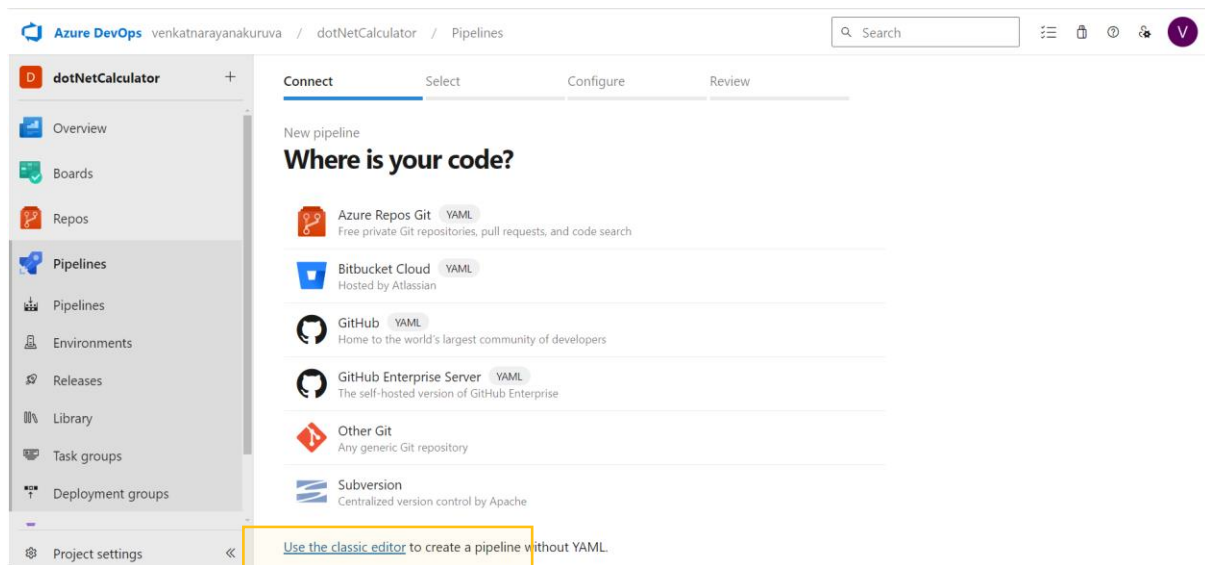 Azure DevOps venkatnarayanakuruva / dotNetCalculator / Pipelines
Search
V
D dotNetCalculator +
Overview
Boards
Repos
Pipelines
Pipelines
Environments
Releases
Library
Task groups
Deployment groups
Project settings
Connect Select Configure Review
New pipeline
Where is your code?
Azure Repos Git YAML
Free private Git repositories, pull requests, and code search
Bitbucket Cloud YAML
Hosted by Atlassian
GitHub YAML
Home to the world's largest community of developers
GitHub Enterprise Server YAML
The self-hosted version of GitHub Enterprise
Other Git
Any generic Git repository
Subversion
Centralized version control by Apache
Use the classic editor to create a pipeline without YAML.